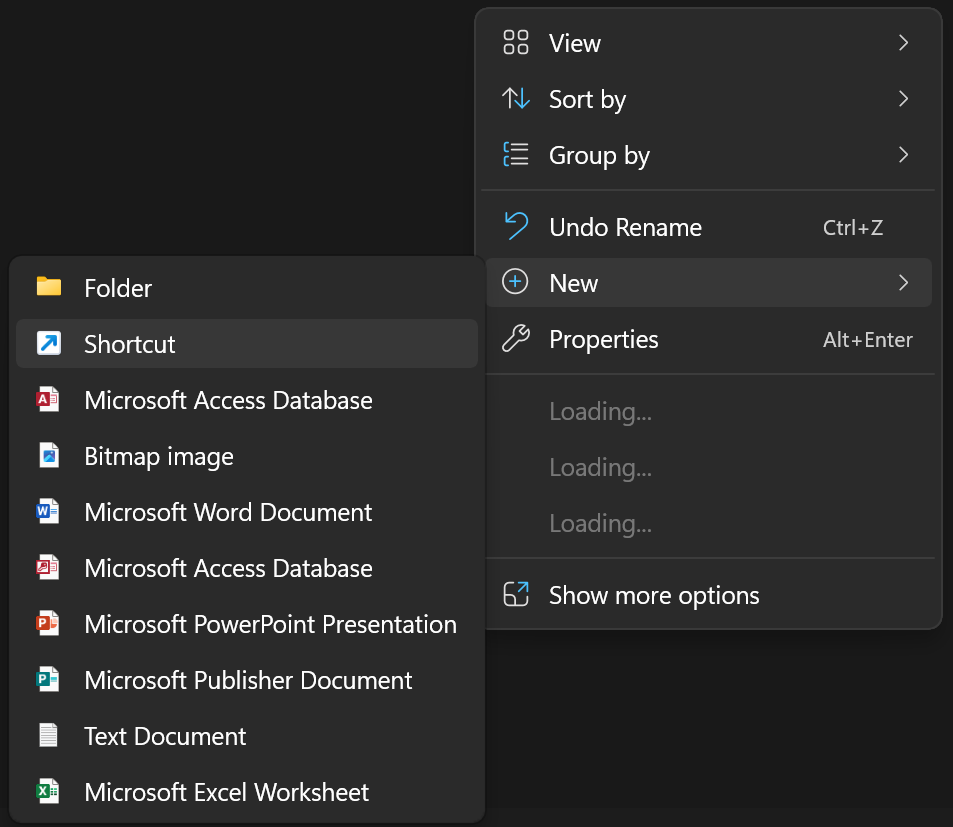 View
Sort by
Group by
Undo Rename Ctrl+Z
New
Properties Alt+Enter
Loading...
Loading...
Loading...
Show more options
Folder
Shortcut
Microsoft Access Database
Bitmap image
Microsoft Word Document
Microsoft Access Database
Microsoft PowerPoint Presentation
Microsoft Publisher Document
Text Document
Microsoft Excel Worksheet